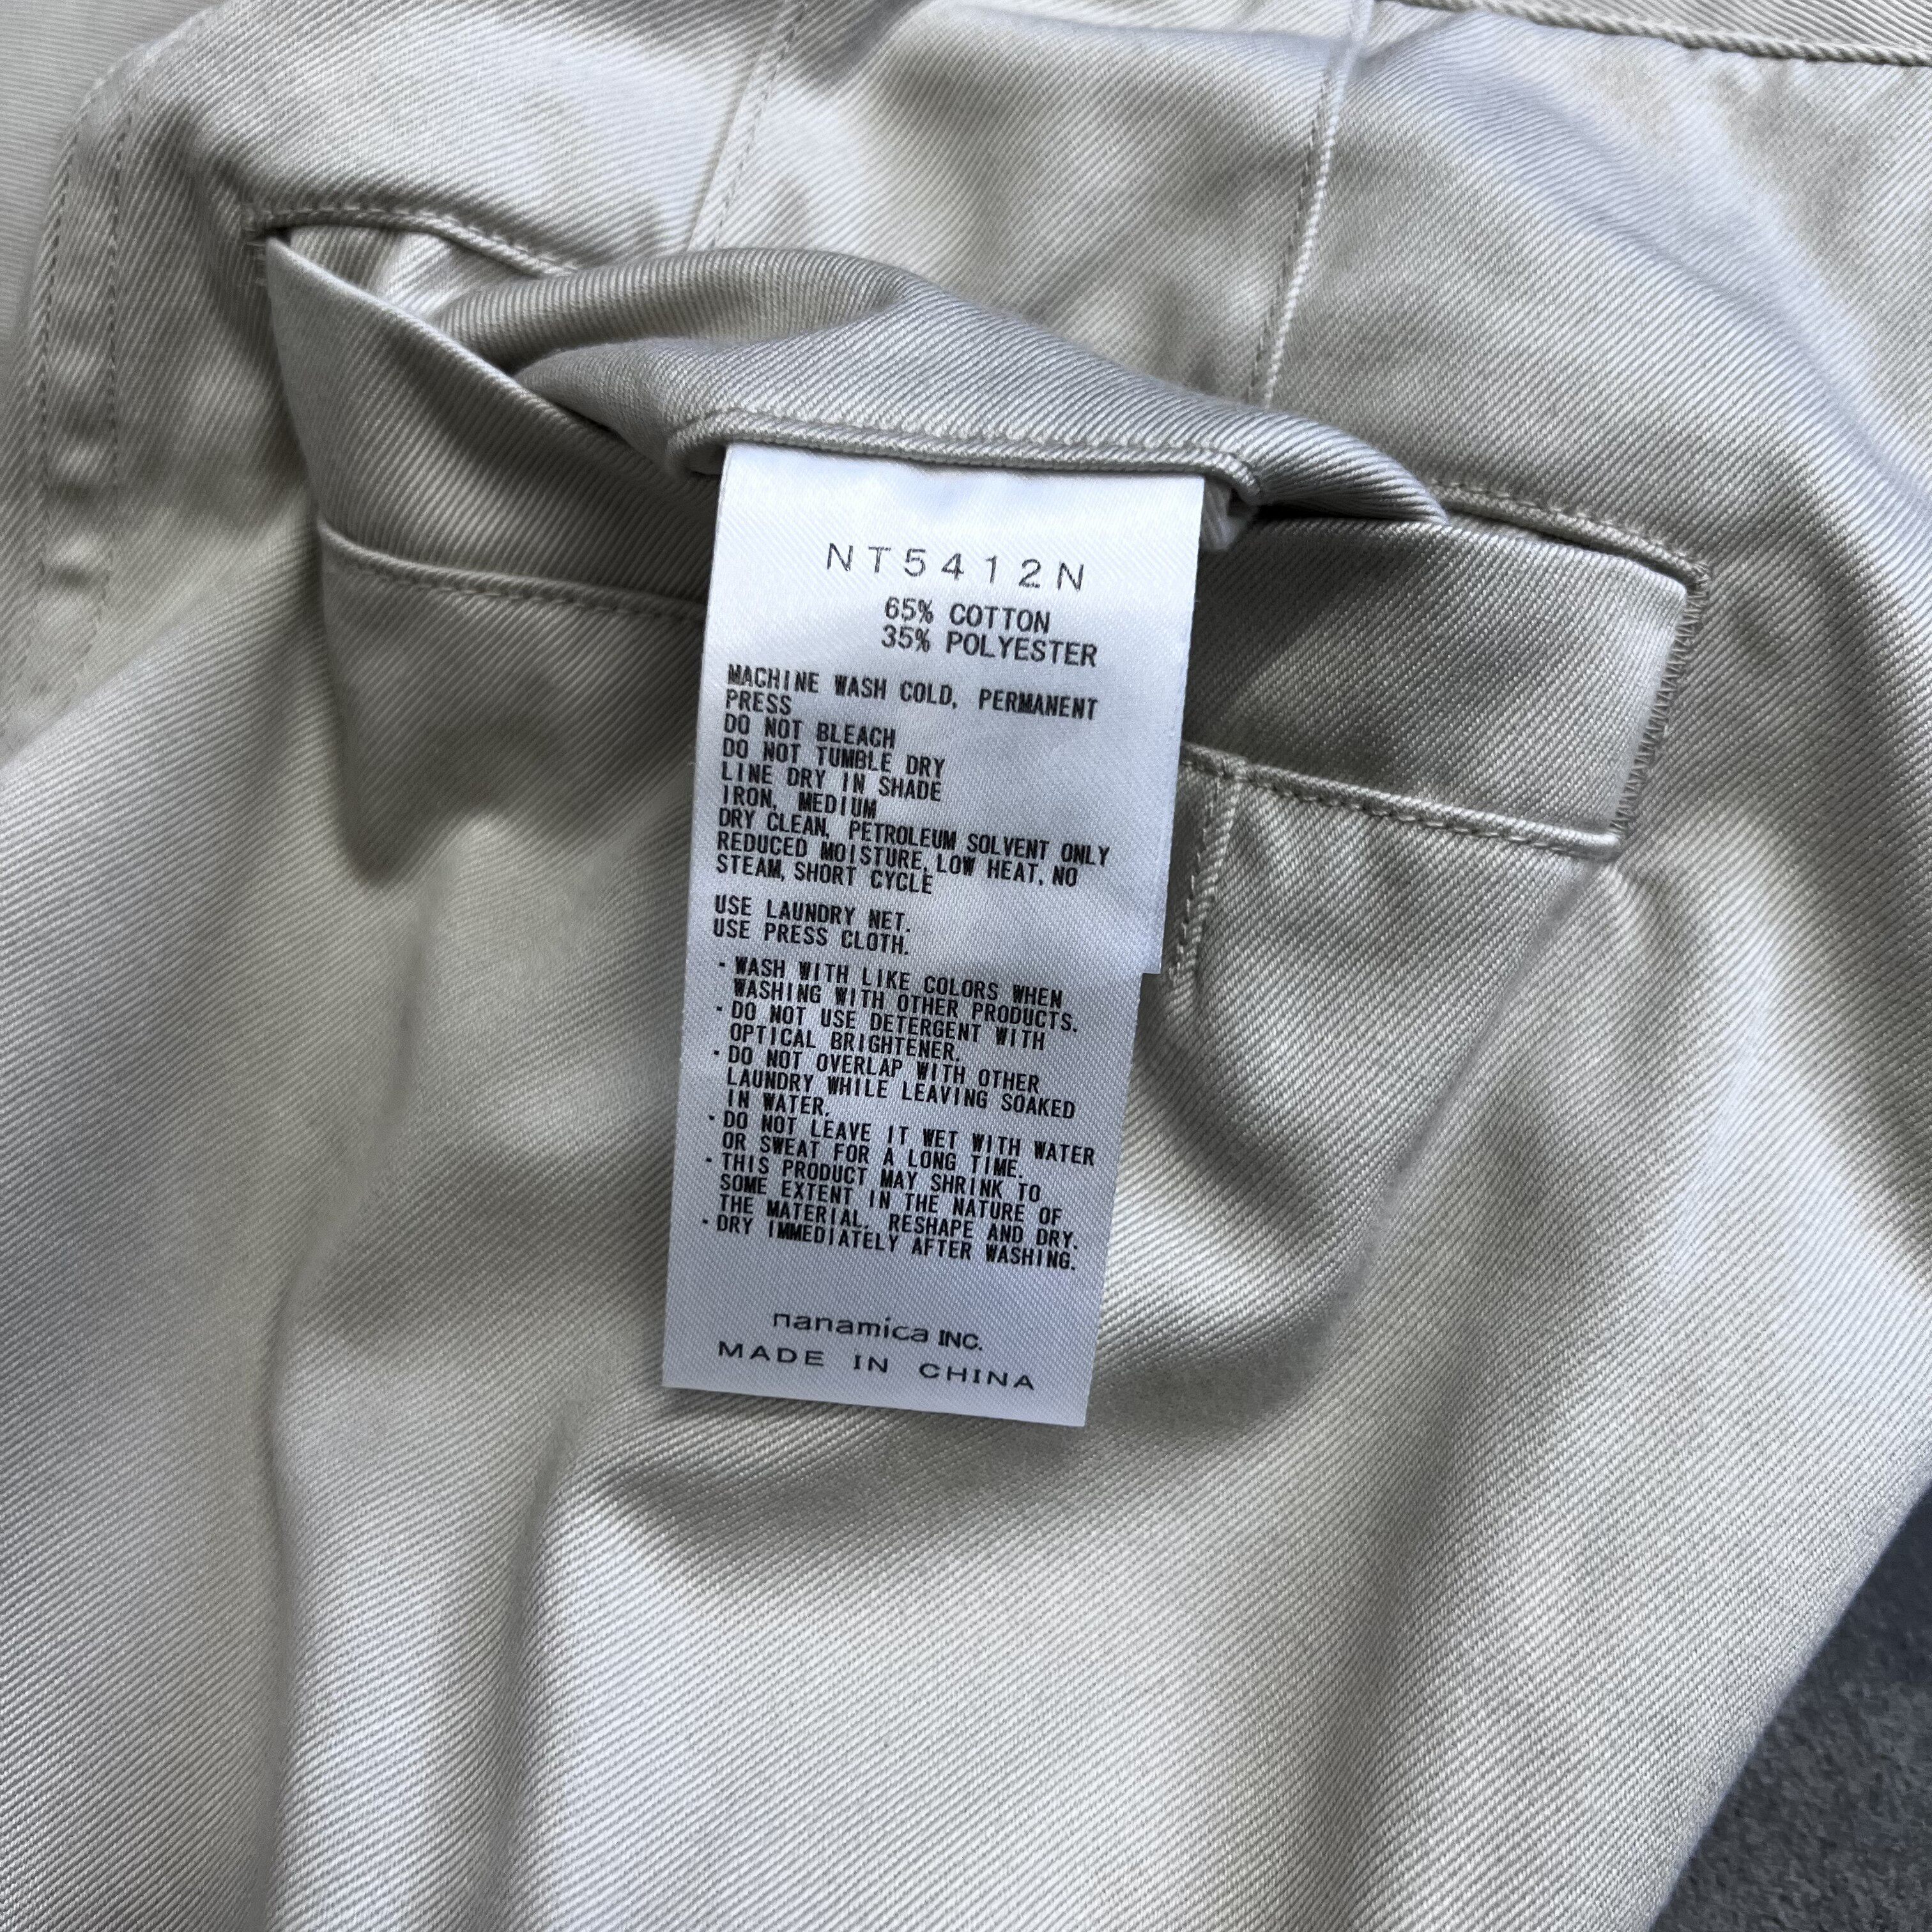 NT5412N
65% COTTON
35% POLYESTER
MACHINE WASH COLD, PERMANENT
PRESS
DO NOT BLEACH
DO NOT TUMBLE DRY
LINE DRY IN SHADE
IRON, MEDIUM
DRY CLEAN, PETROLEUM SOLVENT ONLY
REDUCED MOISTURE, LOW HEAT, NO
STEAM, SHORT CYCLE
USE LAUNDRY NET.
USE PRESS CLOTH.
・WASH WITH LIKE COLORS WHEN
WASHING WITH OTHER PRODUCTS.
・DO NOT USE DETERGENT WITH
OPTICAL BRIGHTENER.
・DO NOT OVERLAP WITH OTHER
LAUNDRY WHILE LEAVING SOAKED
IN WATER.
・DO NOT LEAVE IT WET WITH WATER
OR SWEAT FOR A LONG TIME.
・THIS PRODUCT MAY SHRINK TO
SOME EXTENT IN THE NATURE OF
THE MATERIAL. RESHAPE AND DRY.
・DRY IMMEDIATELY AFTER WASHING.
nanamica INC.
MADE IN CHINA